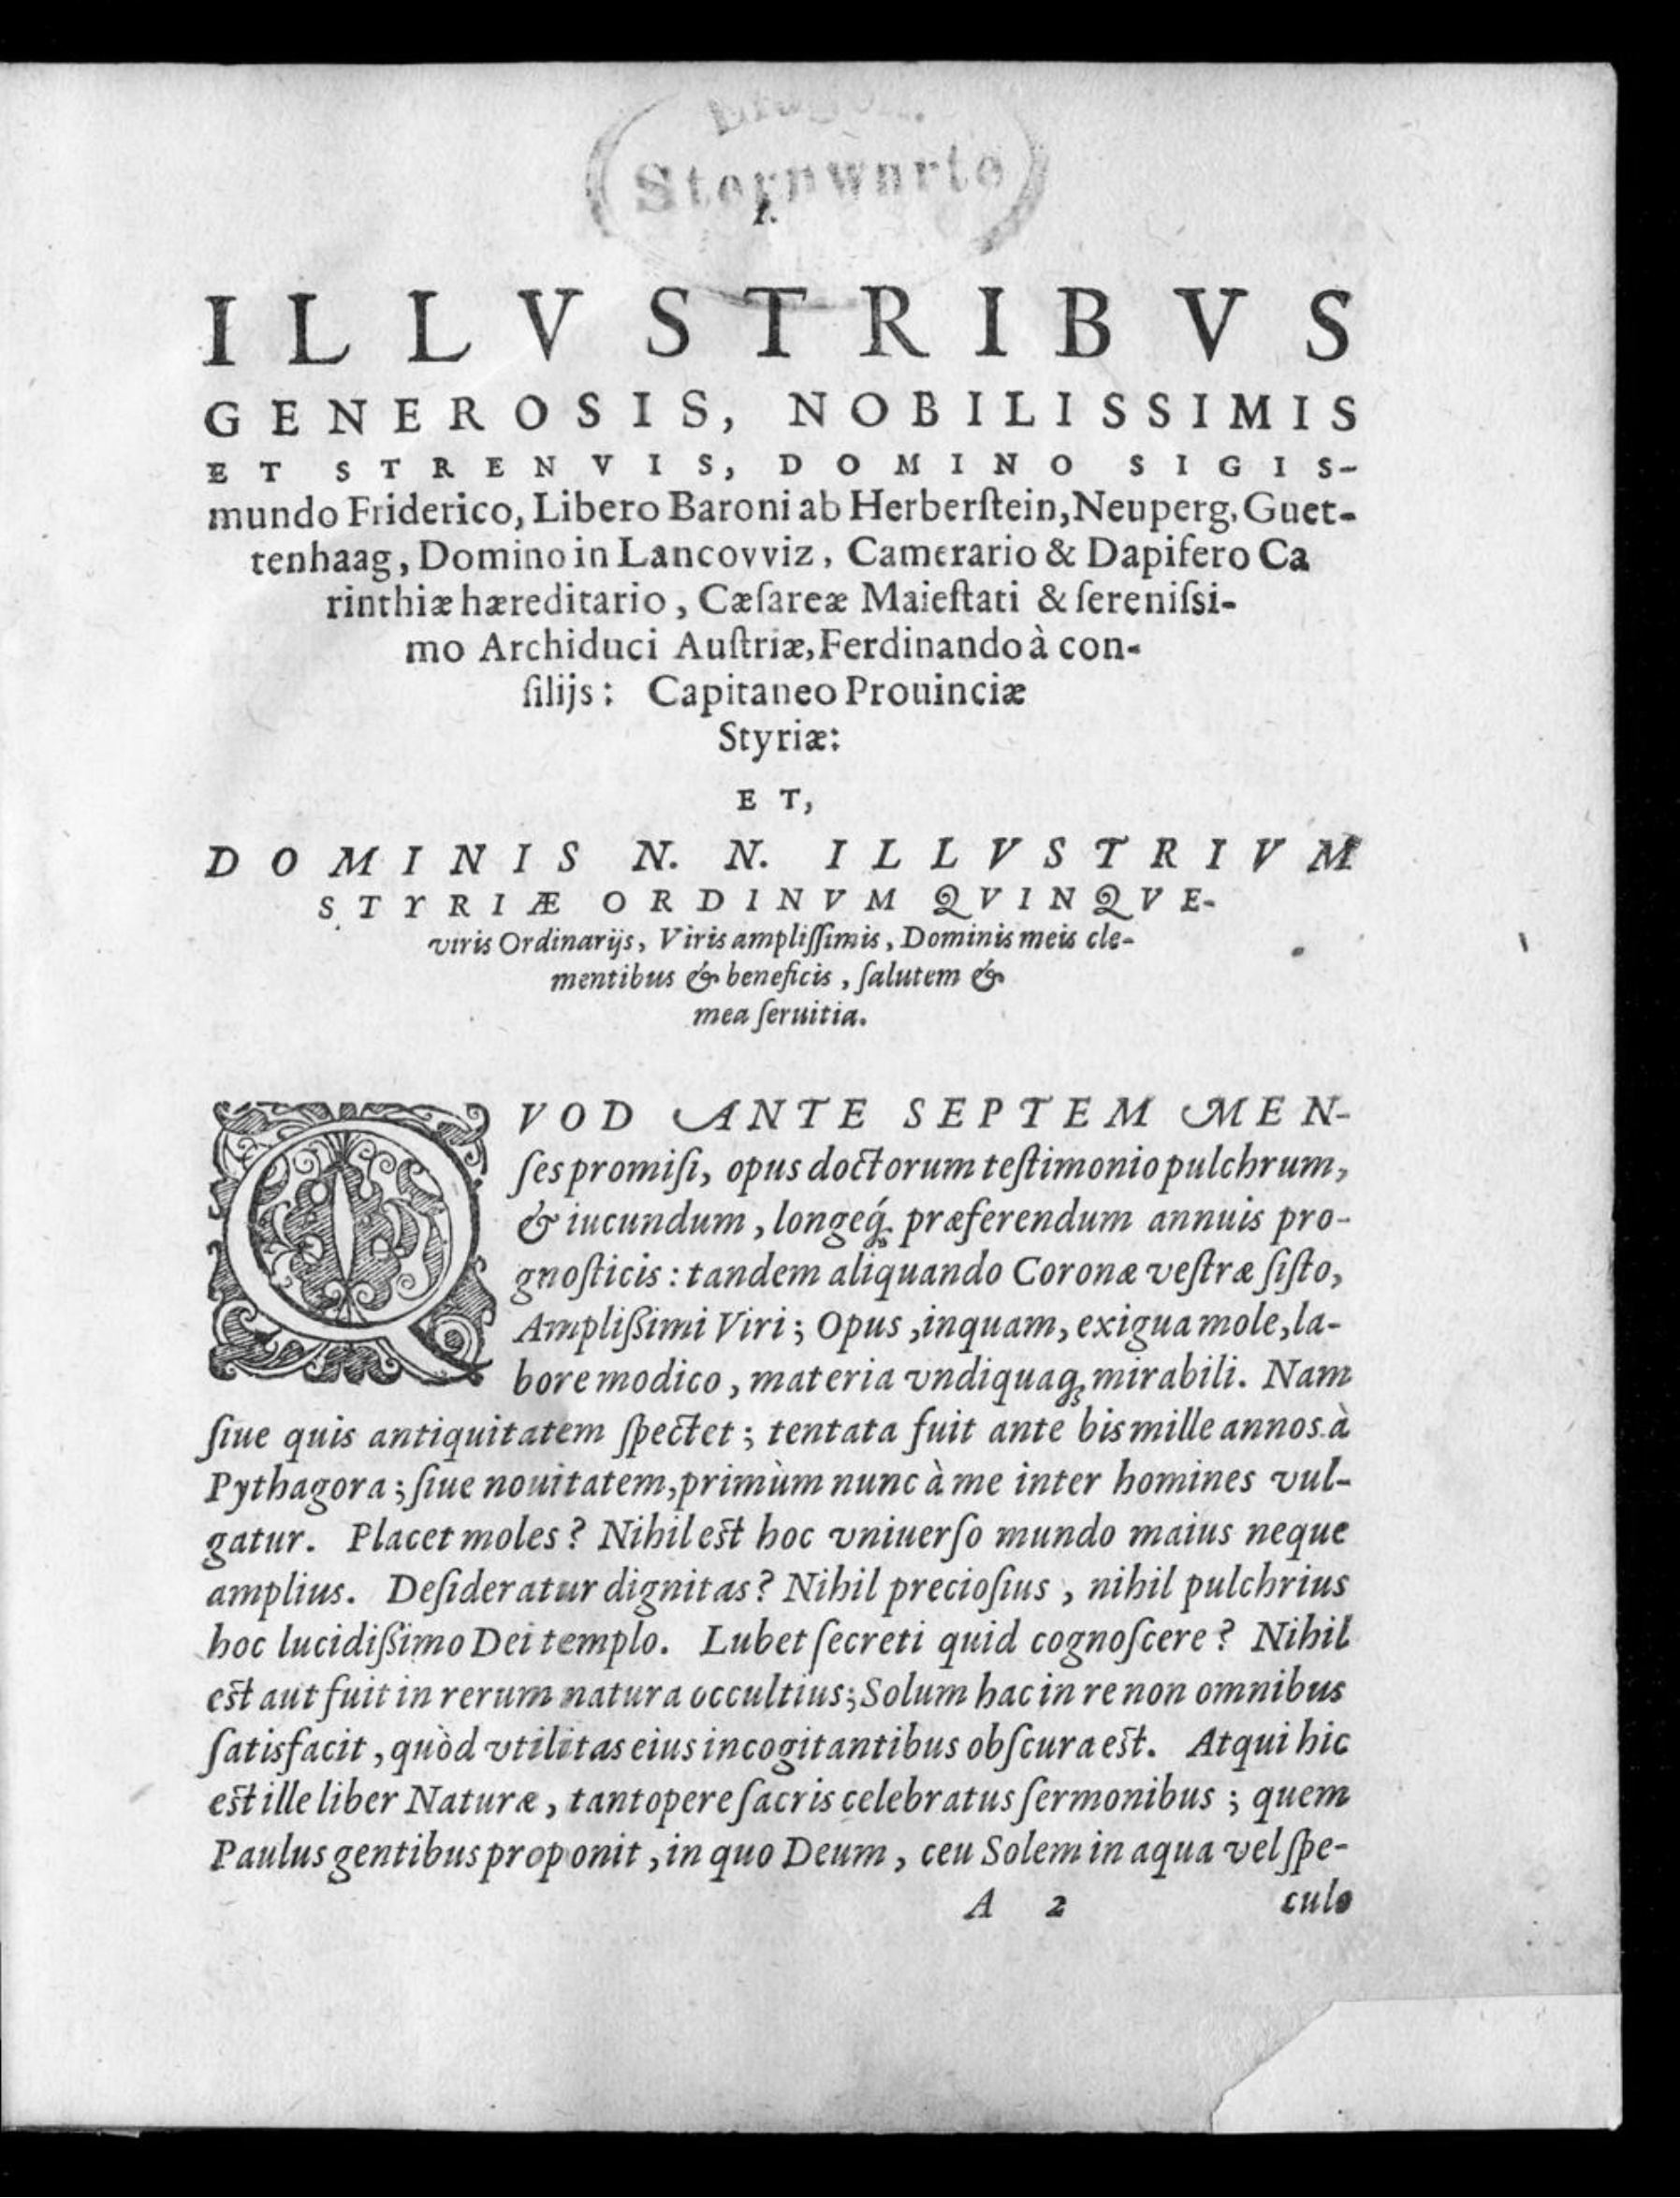 Sternwarte
1.
ILLVSTRIBVS
GENEROSIS, NOBILISSIMIS
ET STRENVIS, DOMINO SIGIS-
mundo Friderico, Libero Baroni ab Herberſtein, Neuperg, Guet-
tenhaag, Domino in Lancovviz, Camerario & Dapifero Ca
rinthiæ hæreditario, Cæſareæ Maieſtati & ſereniſsi-
mo Archiduci Auſtriæ, Ferdinando à con-
ſilijs: Capitaneo Prouinciæ
Styriæ:
ET,
DOMINIS N. N. ILLVSTRIVM
STYRIÆ ORDINVM QVINQVE-
viris Ordinarijs, Viris ampliſſimis, Dominis meis cle-
mentibus & beneficis, ſalutem &
mea ſeruitia.
QVOD ANTE SEPTEM MEN-
ſes promiſi, opus doctorum teſtimonio pulchrum,
& iucundum, longeq́; præferendum annuis pro-
gnoſticis: tandem aliquando Coronæ veſtræ ſiſto,
Ampliſsimi Viri; Opus, inquam, exigua mole, la-
bore modico, materia vndiquaq; mirabili. Nam
ſiue quis antiquitatem ſpectet; tentata fuit ante bis mille annos à
Pythagora; ſiue nouitatem, primùm nunc à me inter homines vul-
gatur. Placet moles? Nihil eſt hoc vniuerſo mundo maius neque
amplius. Deſideratur dignitas? Nihil precioſius, nihil pulchrius
hoc lucidiſsimo Dei templo. Lubet ſecreti quid cognoſcere? Nihil
eſt aut fuit in rerum natura occultius; Solum hac in re non omnibus
ſatisfacit, quòd vtilitas eius incogitantibus obſcura eſt. Atqui hic
eſt ille liber Naturæ, tantopere ſacris celebratus ſermonibus; quem
Paulus gentibus proponit, in quo Deum, ceu Solem in aqua vel ſpe-
A 2 culo